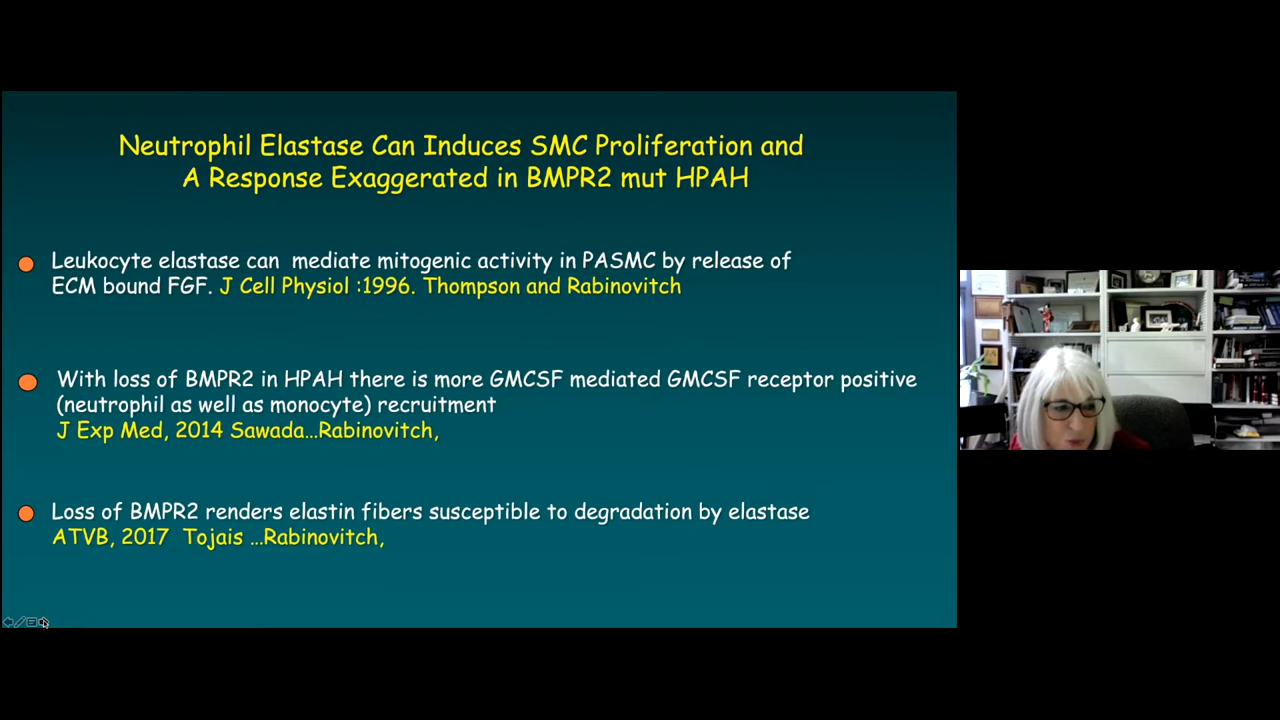 Neutrophil Elastase Can Induces SMC Proliferation and
A Response Exaggerated in BMPR2 mut HPAH
Leukocyte elastase can mediate mitogenic activity in PASMC by release of
ECM bound FGF. J Cell Physiol :1996. Thompson and Rabinovitch
With loss of BMPR2 in HPAH there is more GMCSF mediated GMCSF receptor positive
(neutrophil as well as monocyte) recruitment
J Exp Med, 2014 Sawada...Rabinovitch,
Loss of BMPR2 renders elastin fibers susceptible to degradation by elastase
ATVB, 2017 Tojais ...Rabinovitch,